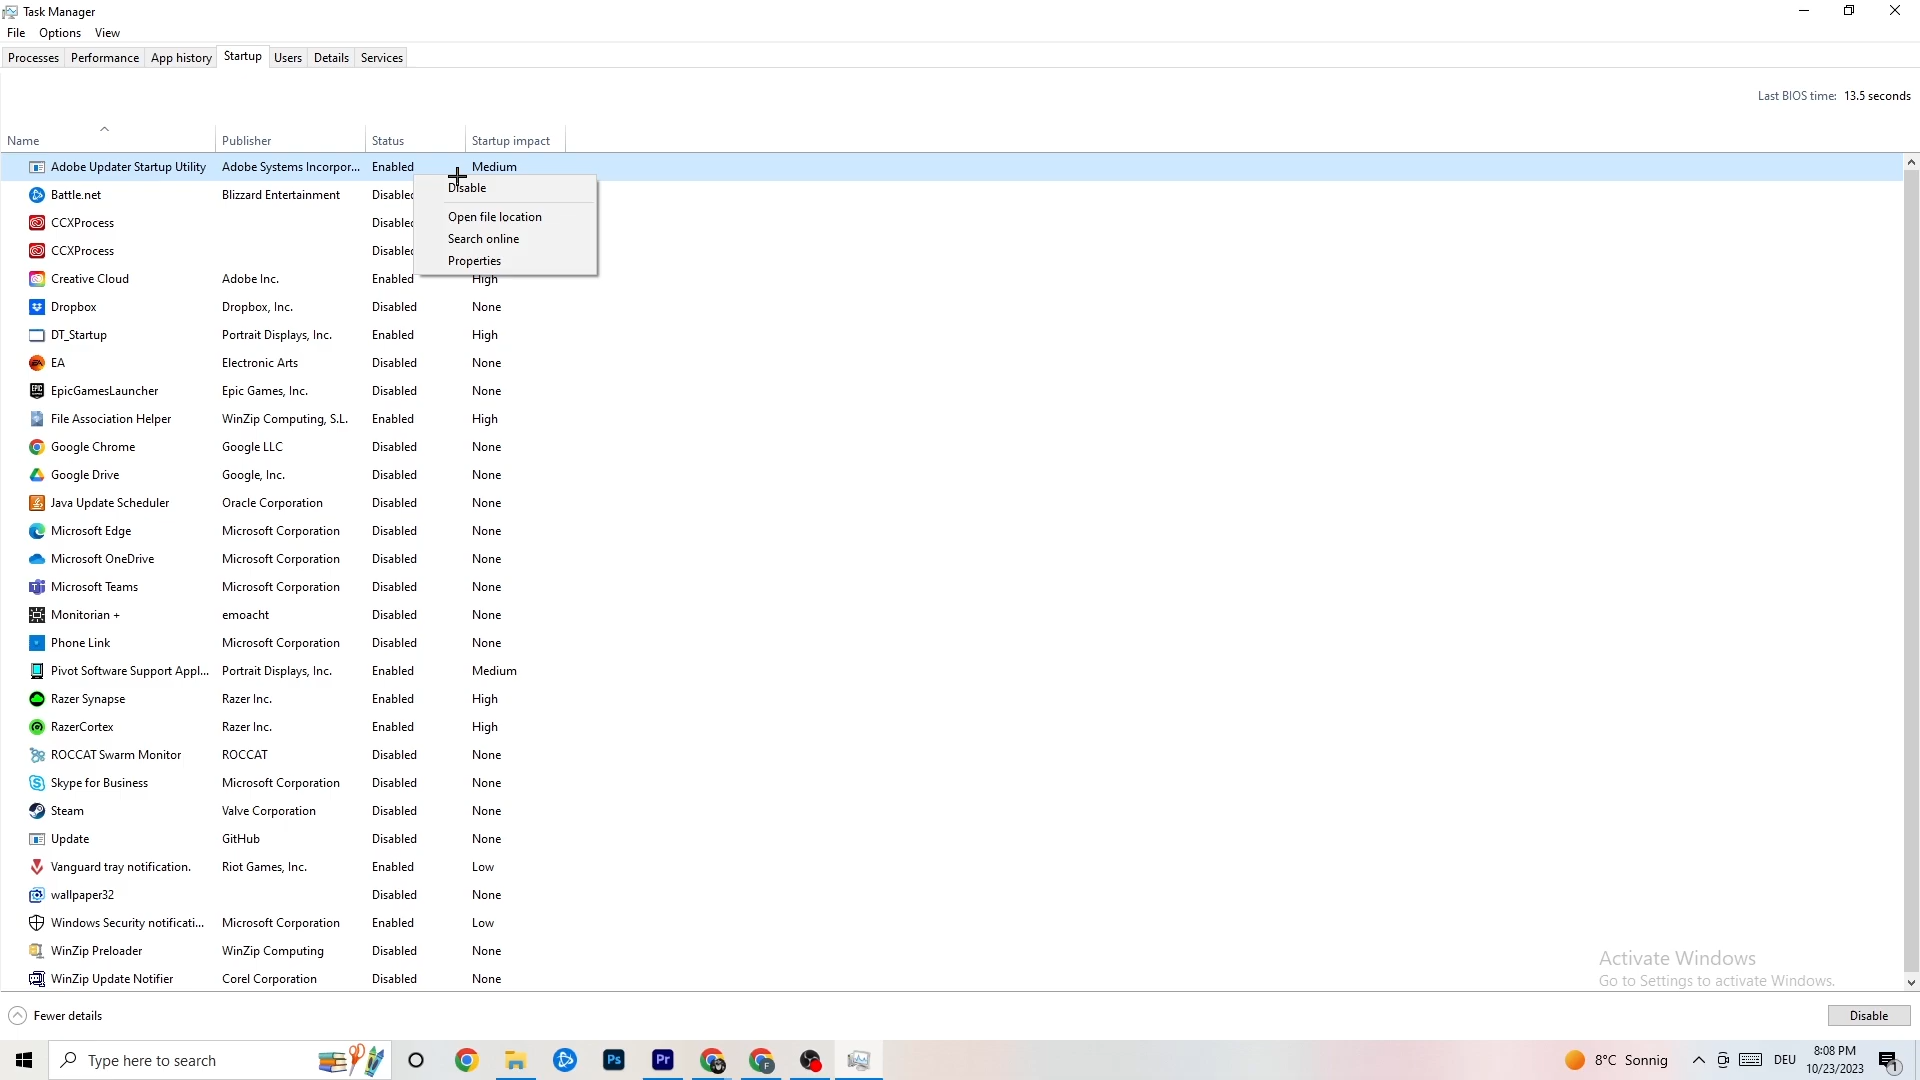 Task Manager
File Options View
Processes Performance App history Startup Users Details Services
Last BIOS time: 13.5 seconds
Name Publisher Status Startup impact
Adobe Updater Startup Utility Adobe Systems Incorpor... Enabled Medium
Disable
Battle.net Blizzard Entertainment Disabled
CCXProcess Disabled
Open file location
Search online
CCXProcess Disabled
Properties
Creative Cloud Adobe Inc. Enabled High
Dropbox Dropbox, Inc. Disabled None
DT_Startup Portrait Displays, Inc. Enabled High
EA Electronic Arts Disabled None
EpicGamesLauncher Epic Games, Inc. Disabled None
File Association Helper WinZip Computing, S.L. Enabled High
Google Chrome Google LLC Disabled None
Google Drive Google, Inc. Disabled None
Java Update Scheduler Oracle Corporation Disabled None
Microsoft Edge Microsoft Corporation Disabled None
Microsoft OneDrive Microsoft Corporation Disabled None
Microsoft Teams Microsoft Corporation Disabled None
Monitorian + emoacht Disabled None
Phone Link Microsoft Corporation Disabled None
Pivot Software Support Appl... Portrait Displays, Inc. Enabled Medium
Razer Synapse Razer Inc. Enabled High
RazerCortex Razer Inc. Enabled High
ROCCAT Swarm Monitor ROCCAT Disabled None
Skype for Business Microsoft Corporation Disabled None
Steam Valve Corporation Disabled None
Update GitHub Disabled None
Vanguard tray notification. Riot Games, Inc. Enabled Low
wallpaper32 Disabled None
Windows Security notificati... Microsoft Corporation Enabled Low
WinZip Preloader WinZip Computing Disabled None
WinZip Update Notifier Corel Corporation Disabled None
Activate Windows
Go to Settings to activate Windows.
Fewer details Disable
Type here to search Ps Pr F 8°C Sonnig DEU 8:08 PM
10/23/2023 1